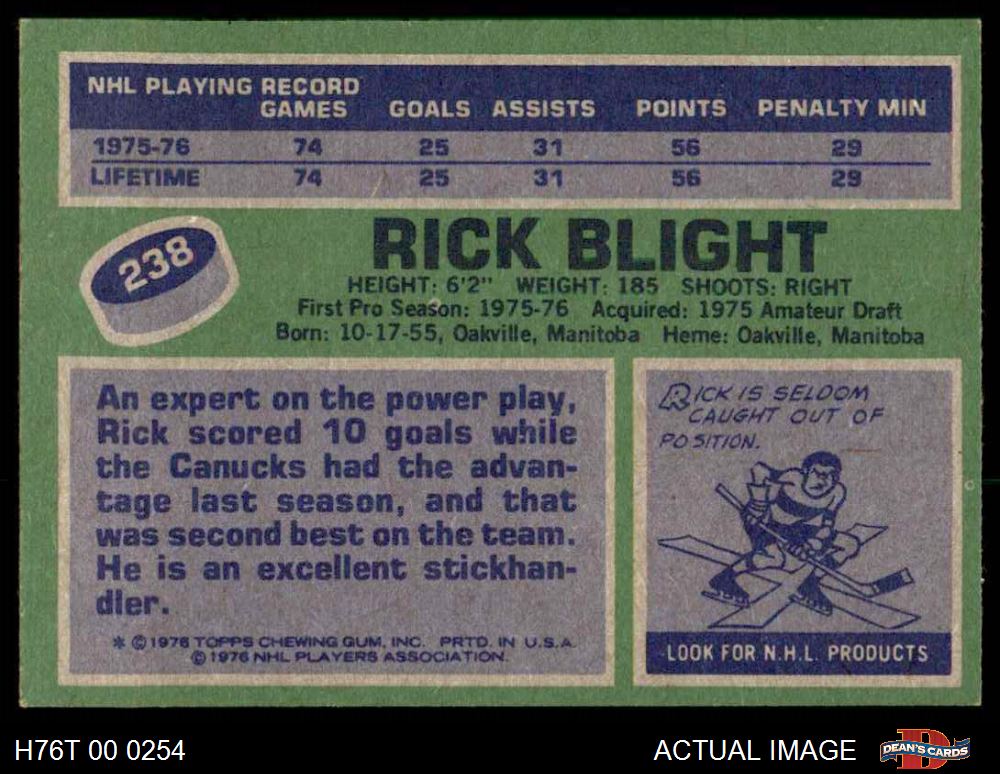 NHL PLAYING RECORD
GAMES GOALS ASSISTS POINTS PENALTY MIN
1975-76 74 25 31 56 29
LIFETIME 74 25 31 56 29
238
RICK BLIGHT
HEIGHT: 6'2" WEIGHT: 185 SHOOTS: RIGHT
First Pro Season: 1975-76 Acquired: 1975 Amateur Draft
Born: 10-17-55, Oakville, Manitoba Heme: Oakville, Manitoba
An expert on the power play,
Rick scored 10 goals while
the Canucks had the advan-
tage last season, and that
was second best on the team.
He is an excellent stickhan-
dler.
* © 1976 TOPPS CHEWING GUM, INC. PRTD. IN U.S.A.
© 1976 NHL PLAYERS ASSOCIATION.
RICK IS SELDOM
CAUGHT OUT OF
POSITION.
LOOK FOR N.H.L. PRODUCTS
H76T 00 0254
ACTUAL IMAGE
D
DEAN'S CARDS